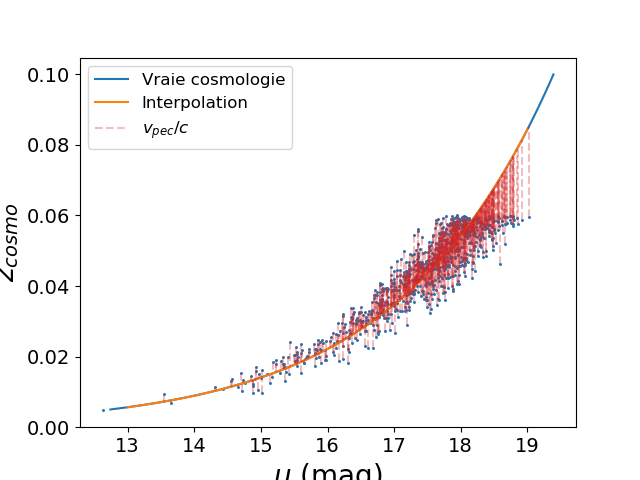 Vraie cosmologie
Interpolation
v_pec/c
z_cosmo
0.10
0.08
0.06
0.04
0.02
0.00
13 14 15 16 17 18 19
μ (mag)